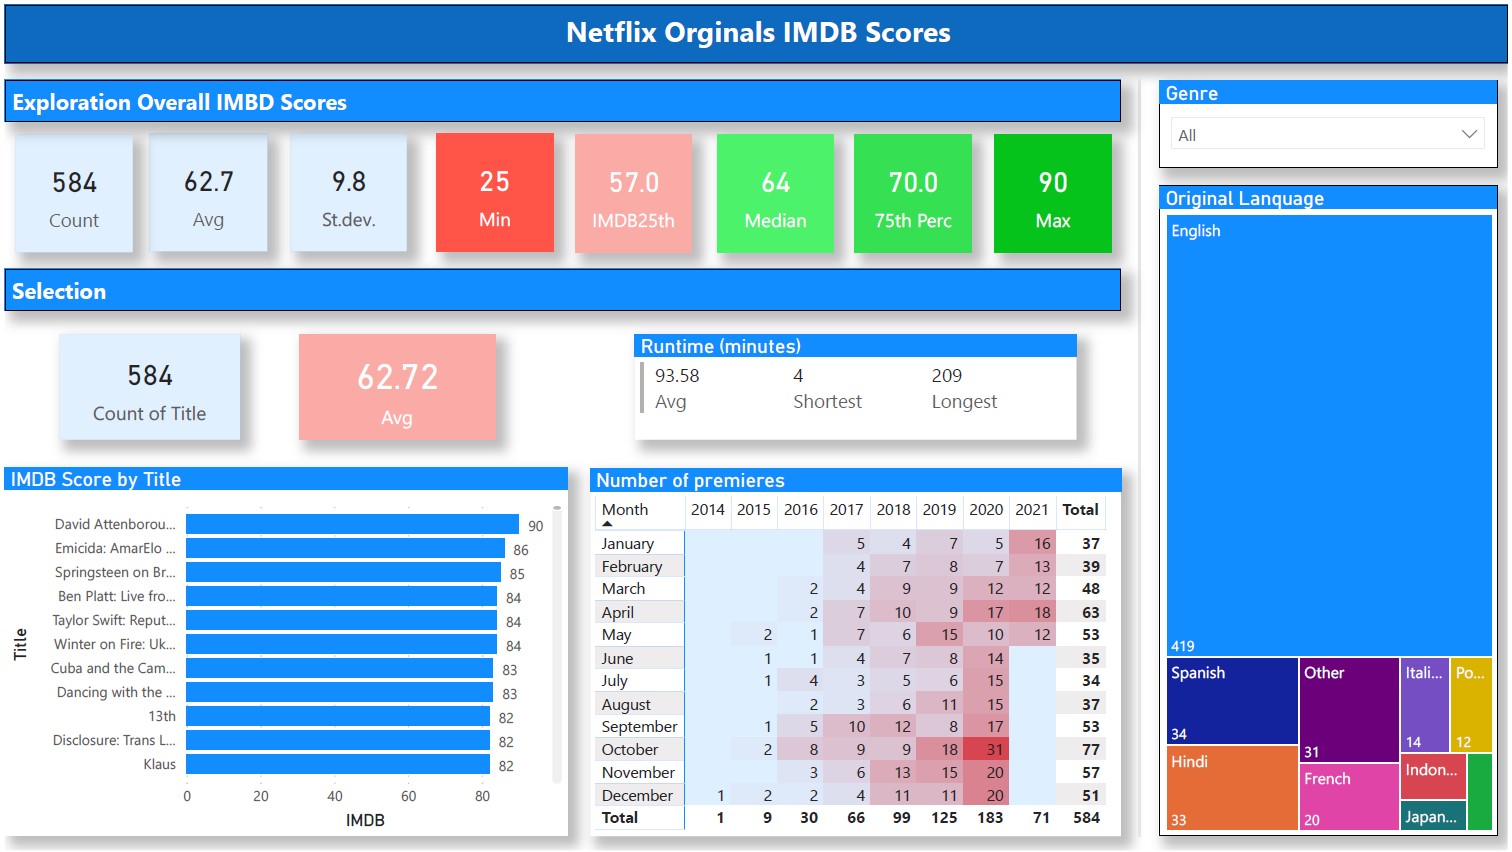 Netflix Orginals IMDB Scores
Exploration Overall IMBD Scores
584
Count
62.7
Avg
9.8
St.dev.
25
Min
57.0
IMDB25th
64
Median
70.0
75th Perc
90
Max
Selection
584
Count of Title
62.72
Avg
Runtime (minutes)
93.58 4 209
Avg Shortest Longest
IMDB Score by Title
Title
David Attenborou... 90
Emicida: AmarElo ... 86
Springsteen on Br... 85
Ben Platt: Live fro... 84
Taylor Swift: Reput... 84
Winter on Fire: Uk... 84
Cuba and the Cam... 83
Dancing with the ... 83
13th 82
Disclosure: Trans L... 82
Klaus 82
0 20 40 60 80
IMDB
Number of premieres
Month 2014 2015 2016 2017 2018 2019 2020 2021 Total
January 5 4 7 5 16 37
February 4 7 8 7 13 39
March 2 4 9 9 12 12 48
April 2 7 10 9 17 18 63
May 2 1 7 6 15 10 12 53
June 1 1 4 7 8 14 35
July 1 4 3 5 6 15 34
August 2 3 6 11 15 37
September 1 5 10 12 8 17 53
October 2 8 9 9 18 31 77
November 3 6 13 15 20 57
December 1 2 2 4 11 11 20 51
Total 1 9 30 66 99 125 183 71 584
Genre
All
Original Lanquage
English
419
Spanish
34
Hindi
33
Other
31
French
20
Itali...
14
Po...
12
Indon...
Japan...